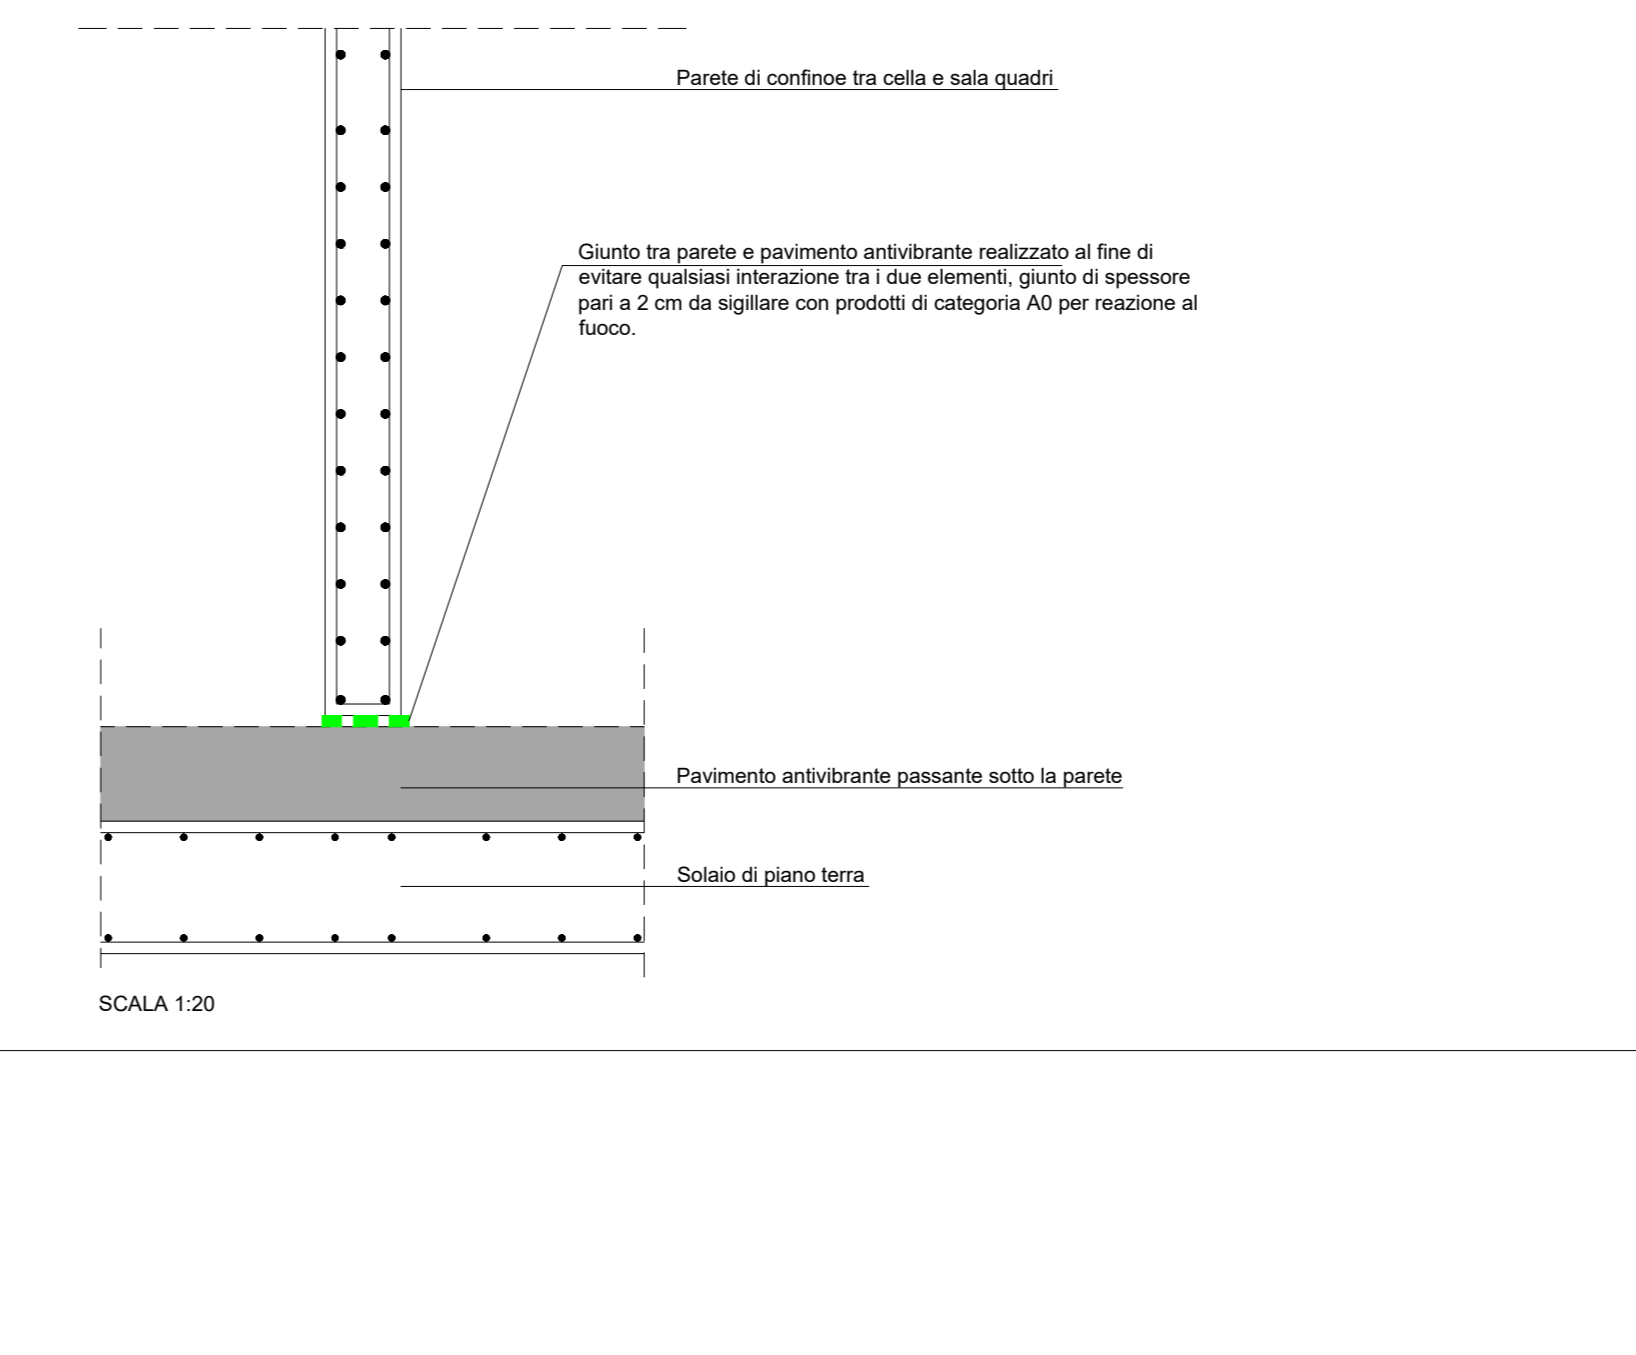 Parete di confinoe tra cella e sala quadri
Giunto tra parete e pavimento antivibrante realizzato al fine di
evitare qualsiasi interazione tra i due elementi, giunto di spessore
pari a 2 cm da sigillare con prodotti di categoria A0 per reazione al
fuoco.
Pavimento antivibrante passante sotto la parete
Solaio di piano terra
SCALA 1:20